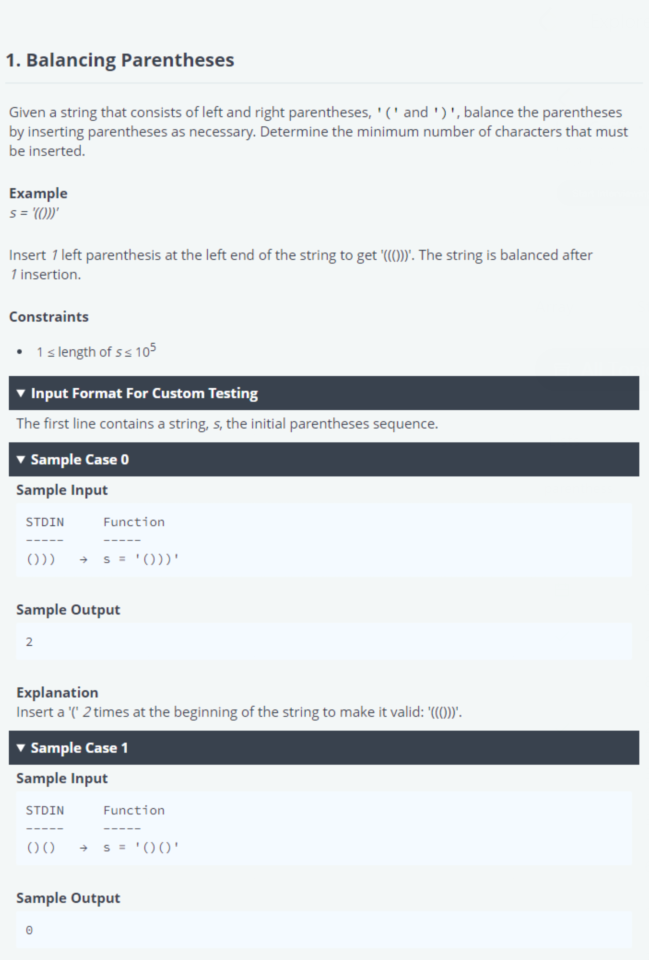 1. Balancing Parentheses
Given a string that consists of left and right parentheses, '(' and ')', balance the parentheses
by inserting parentheses as necessary. Determine the minimum number of characters that must
be inserted.
Example
s = '(()))'
Insert 1 left parenthesis at the left end of the string to get '((()))'. The string is balanced after
1 insertion.
Constraints
• 1 ≤ length of s ≤ 10^5
▼ Input Format For Custom Testing
The first line contains a string, s, the initial parentheses sequence.
▼ Sample Case 0
Sample Input
STDIN Function
----- -----
())) → s = '()))'
Sample Output
2
Explanation
Insert a '(' 2 times at the beginning of the string to make it valid: '((()))'.
▼ Sample Case 1
Sample Input
STDIN Function
----- -----
()() → s = '()()'
Sample Output
0